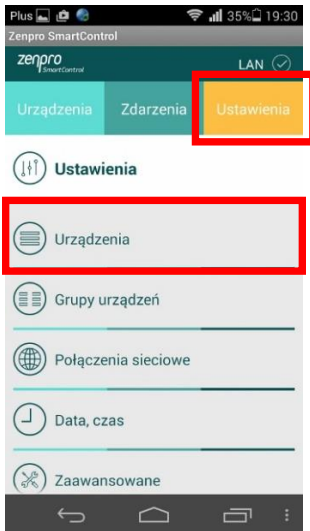 Plus 35% 19:30
Zenpro SmartControl
zenpro LAN
SmartControl
Urządzenia Zdarzenia Ustawienia
Ustawienia
Urządzenia
Grupy urządzeń
Połączenia sieciowe
Data, czas
Zaawansowane